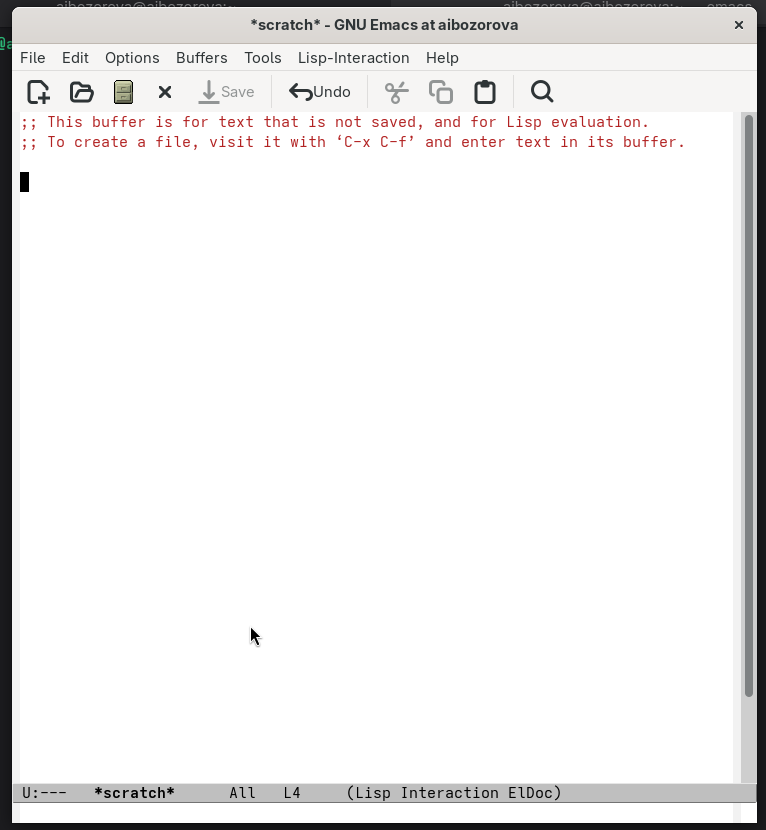 *scratch* - GNU Emacs at aibozorova
File Edit Options Buffers Tools Lisp-Interaction Help
Save Undo
;; This buffer is for text that is not saved, and for Lisp evaluation.
;; To create a file, visit it with ‘C-x C-f’ and enter text in its buffer.
U:--- *scratch* All L4 (Lisp Interaction ElDoc)